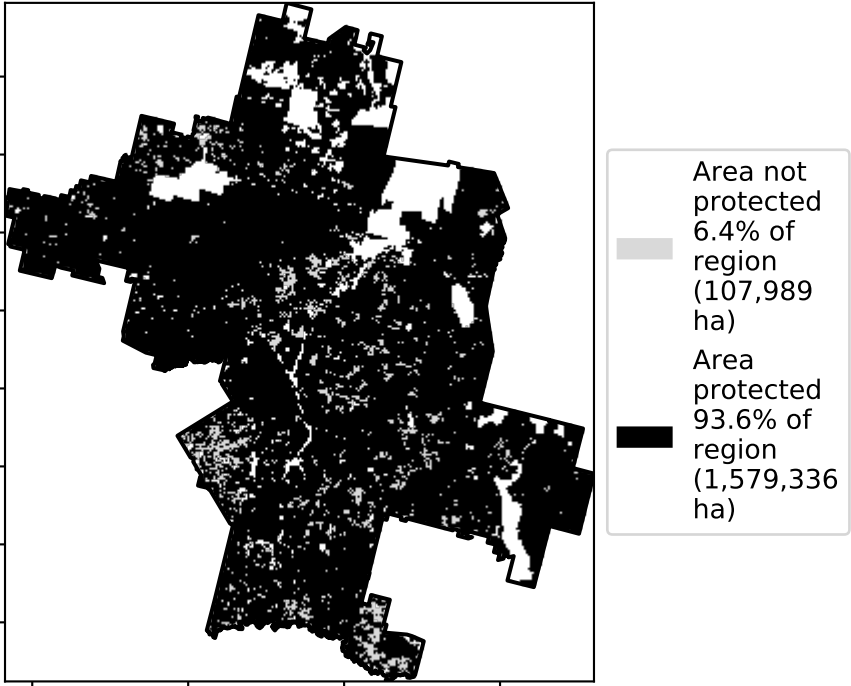 Area not
protected
6.4% of
region
(107,989
ha)
Area
protected
93.6% of
region
(1,579,336
ha)